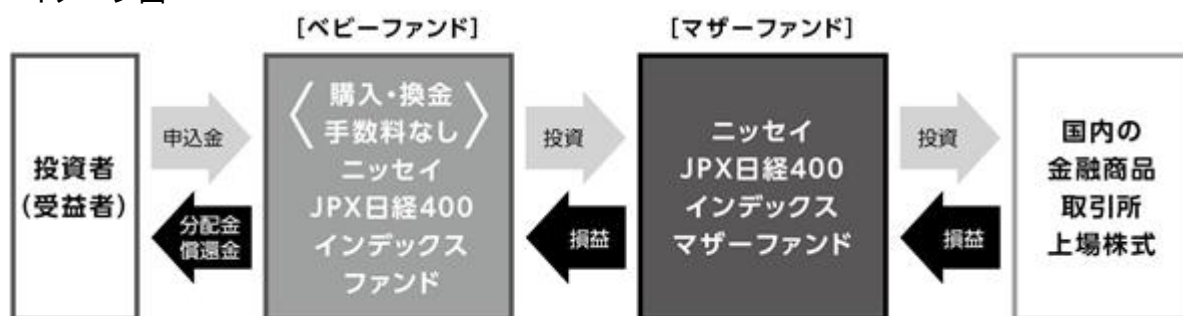 [ベビーファンド]
[マザーファンド]
投資者
(受益者)
申込金
分配金
償還金
〈購入・換金
手数料なし〉
ニッセイ
JPX日経400
インデックス
ファンド
投資
損益
ニッセイ
JPX日経400
インデックス
マザーファンド
投資
損益
国内の
金融商品
取引所
上場株式